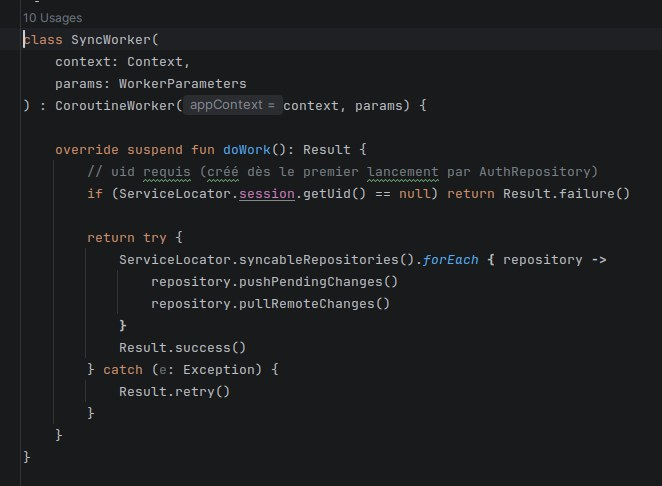 10 Usages
class SyncWorker(
    context: Context,
    params: WorkerParameters
) : CoroutineWorker( appContext = context, params) {
    override suspend fun doWork(): Result {
        // uid requis (créé dès le premier lancement par AuthRepository)
        if (ServiceLocator.session.getUid() == null) return Result.failure()
        return try {
            ServiceLocator.syncableRepositories().forEach { repository ->
                repository.pushPendingChanges()
                repository.pullRemoteChanges()
            }
            Result.success()
        } catch (e: Exception) {
            Result.retry()
        }
    }
}